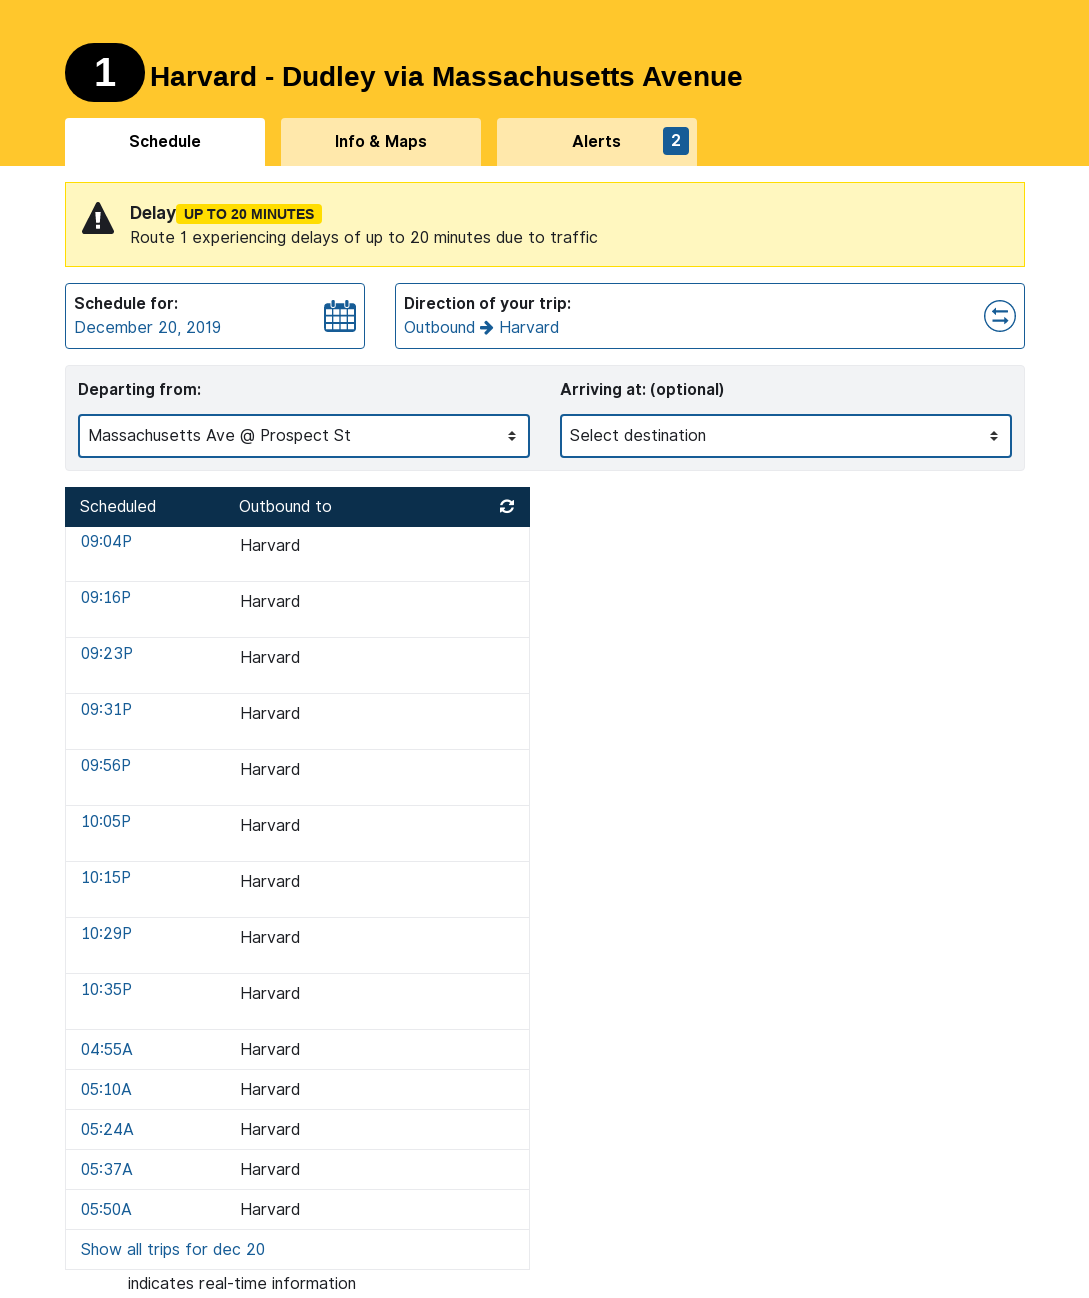 1 Harvard - Dudley via Massachusetts Avenue
Schedule Info & Maps Alerts 2
Delay UP TO 20 MINUTES
Route 1 experiencing delays of up to 20 minutes due to traffic
Schedule for:
December 20, 2019
Direction of your trip:
Outbound Harvard
Departing from:
Massachusetts Ave @ Prospect St
Arriving at: (optional)
Select destination
Scheduled Outbound to
09:04P Harvard
09:16P Harvard
09:23P Harvard
09:31P Harvard
09:56P Harvard
10:05P Harvard
10:15P Harvard
10:29P Harvard
10:35P Harvard
04:55A Harvard
05:10A Harvard
05:24A Harvard
05:37A Harvard
05:50A Harvard
Show all trips for dec 20
indicates real-time information